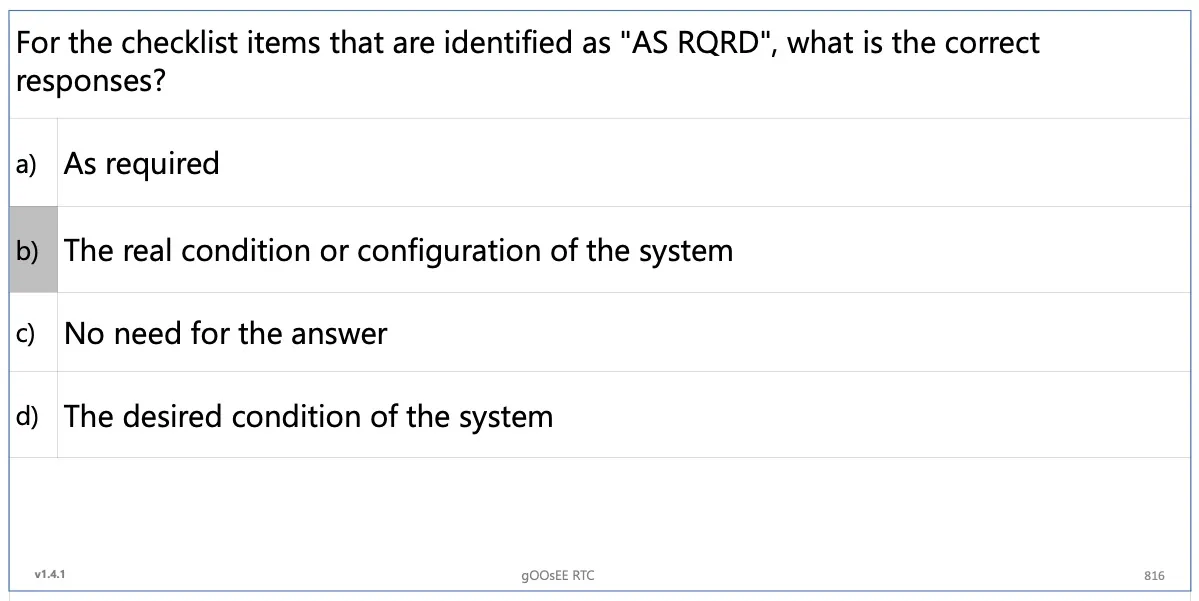 For the checklist items that are identified as "AS RQRD", what is the correct
responses?
a) As required
b) The real condition or configuration of the system
c) No need for the answer
d) The desired condition of the system
v1.4.1 gOOsEE RTC 816